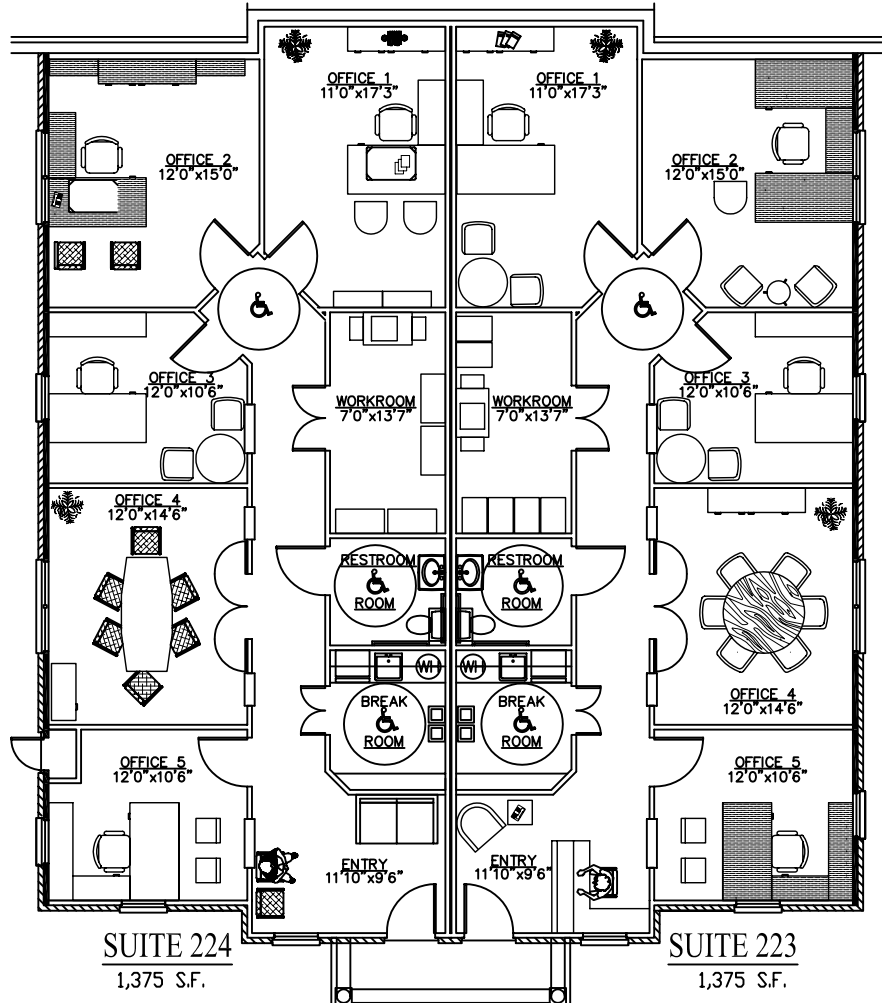 OFFICE 1
11'0"x17'3"
OFFICE 1
11'0"x17'3"
OFFICE 2
12'0"x15'0"
OFFICE 2
12'0"x15'0"
OFFICE 3
12'0"x10'6"
OFFICE 3
12'0"x10'6"
WORKROOM
7'0"x13'7"
WORKROOM
7'0"x13'7"
OFFICE 4
12'0"x14'6"
RESTROOM
ROOM
RESTROOM
ROOM
WH
WH
OFFICE 4
12'0"x14'6"
BREAK
ROOM
BREAK
ROOM
OFFICE 5
12'0"x10'6"
OFFICE 5
12'0"x10'6"
ENTRY
11'10"x9'6"
ENTRY
11'10"x9'6"
SUITE 224
1,375 S.F.
SUITE 223
1,375 S.F.